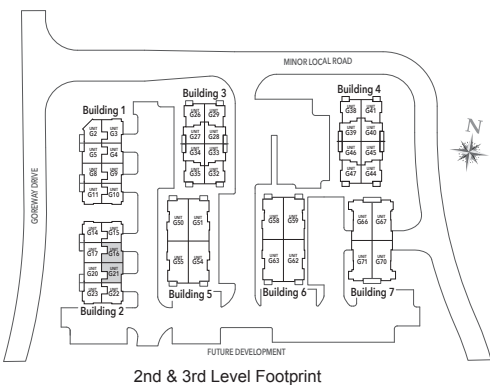 MINOR LOCAL ROAD
GOREWAY DRIVE
N
Building 1
UNIT G2
UNIT G3
UNIT G5
UNIT G4
UNIT G8
UNIT G11
UNIT G10
Building 2
UNIT G14
UNIT G15
UNIT G17
UNIT G16
UNIT G20
UNIT G21
UNIT G23
UNIT G22
Building 3
UNIT G26
UNIT G29
UNIT G27
UNIT G28
UNIT G34
UNIT G33
UNIT G35
UNIT G32
Building 4
UNIT G38
UNIT G41
UNIT G39
UNIT G40
UNIT G46
UNIT G45
UNIT G47
UNIT G44
UNIT G50
UNIT G51
UNIT G55
UNIT G54
Building 5
UNIT G58
UNIT G59
UNIT G63
UNIT G62
Building 6
UNIT G66
UNIT G67
UNIT G71
UNIT G70
Building 7
FUTURE DEVELOPMENT
2nd & 3rd Level Footprint